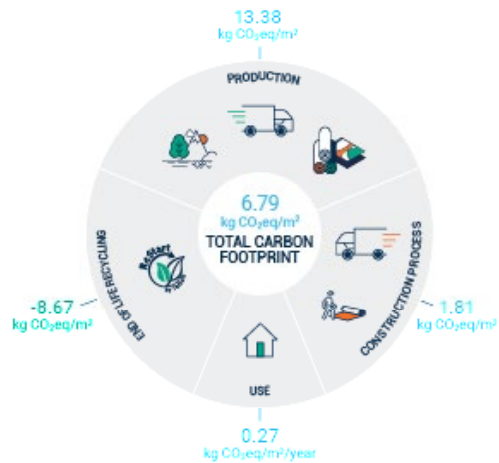 13.38
kg CO₂eq/m²
PRODUCTION
6.79
kg CO₂eq/m²
TOTAL CARBON
FOOTPRINT
END OF LIFE RECYCLING
ReStart
-8.67
kg CO₂eq/m²
CONSTRUCTION PROCESS
1.81
kg CO₂eq/m²
USE
0.27
kg CO₂eq/m²/year